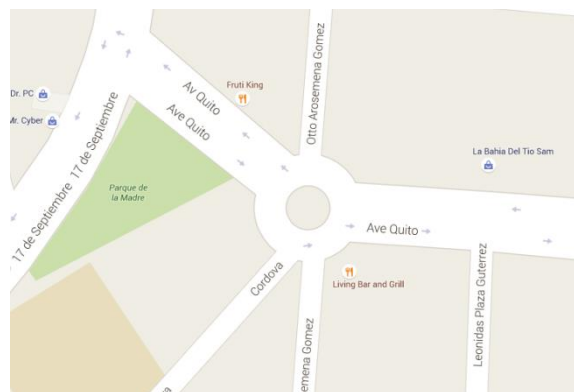 Otto Arosemena Gomez
Fruti King
Av Quito
Ave Quito
Dr. PC
Mr. Cyber
17 de Septiembre
17 de Septiembre
La Bahia Del Tio Sam
Parque de
la Madre
Ave Quito
Cordova
Living Bar and Grill
Leonidas Plaza Guterrez
emena Gomez